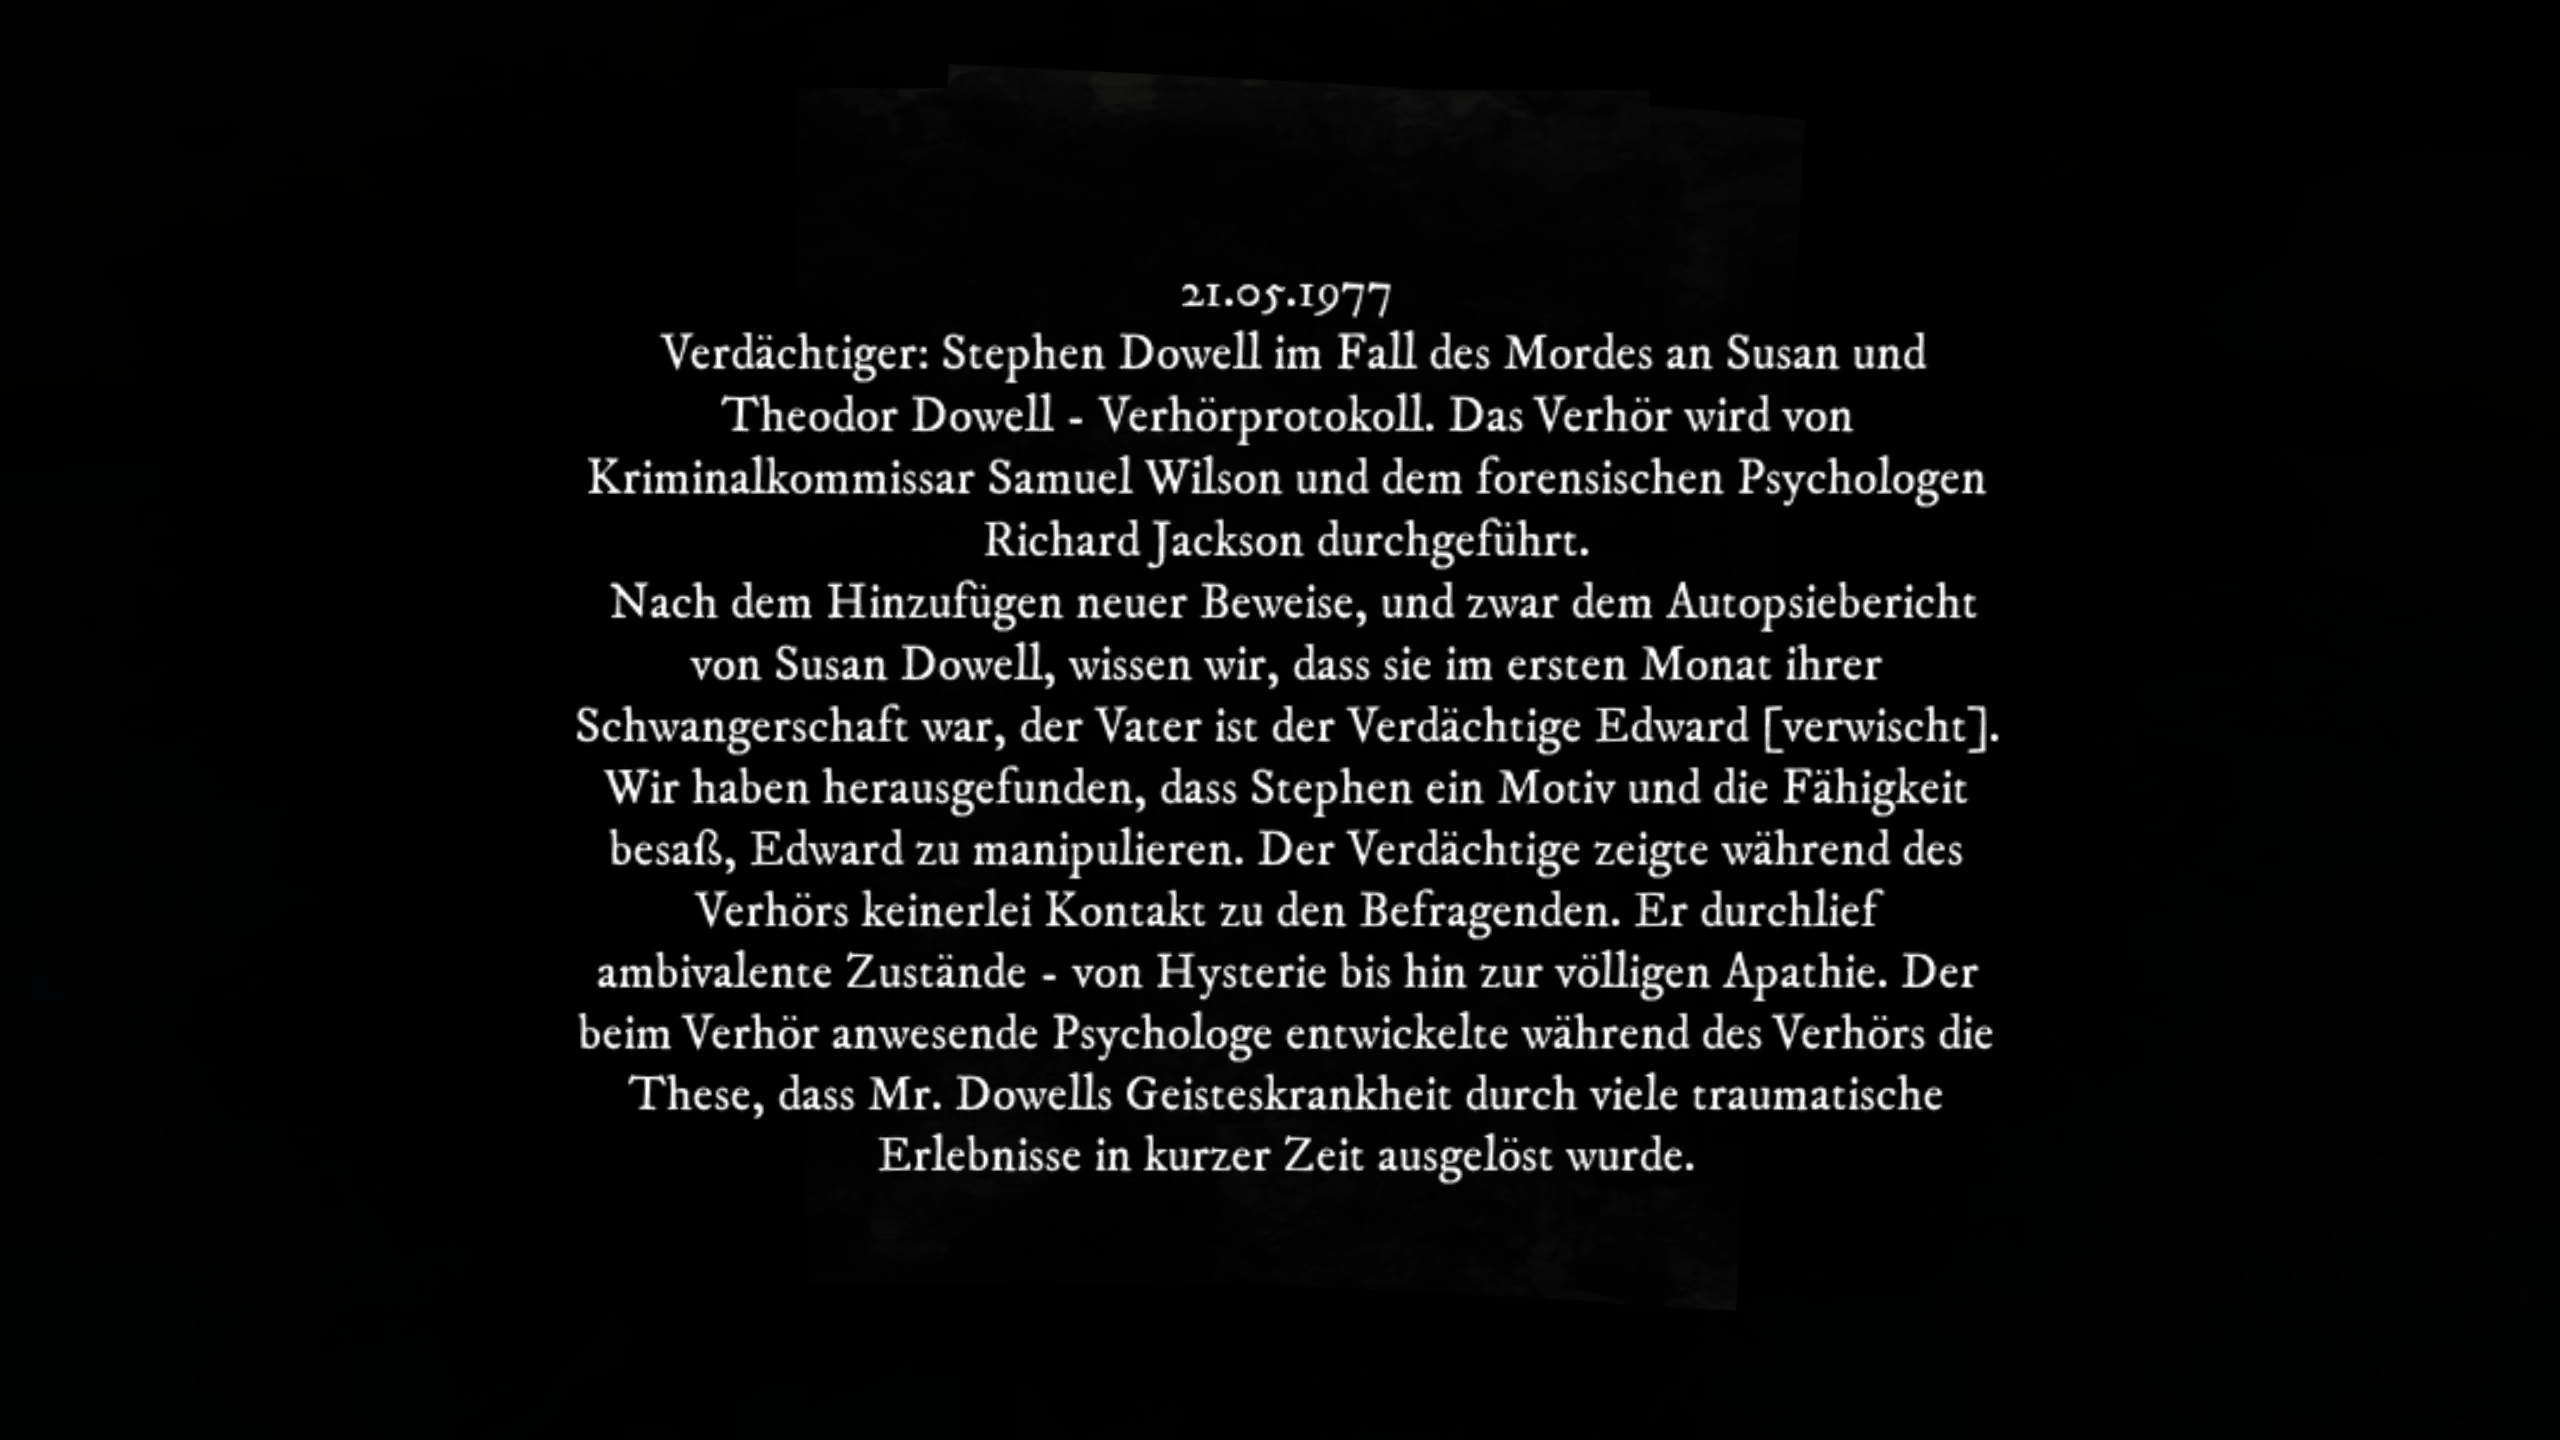 21.05.1977
Verdächtiger: Stephen Dowell im Fall des Mordes an Susan und
Theodor Dowell - Verhörprotokoll. Das Verhör wird von
Kriminalkommissar Samuel Wilson und dem forensischen Psychologen
Richard Jackson durchgeführt.
Nach dem Hinzufügen neuer Beweise, und zwar dem Autopsiebericht
von Susan Dowell, wissen wir, dass sie im ersten Monat ihrer
Schwangerschaft war, der Vater ist der Verdächtige Edward [verwischt].
Wir haben herausgefunden, dass Stephen ein Motiv und die Fähigkeit
besaß, Edward zu manipulieren. Der Verdächtige zeigte während des
Verhörs keinerlei Kontakt zu den Befragenden. Er durchlief
ambivalente Zustände - von Hysterie bis hin zur völligen Apathie. Der
beim Verhör anwesende Psychologe entwickelte während des Verhörs die
These, dass Mr. Dowells Geisteskrankheit durch viele traumatische
Erlebnisse in kurzer Zeit ausgelöst wurde.